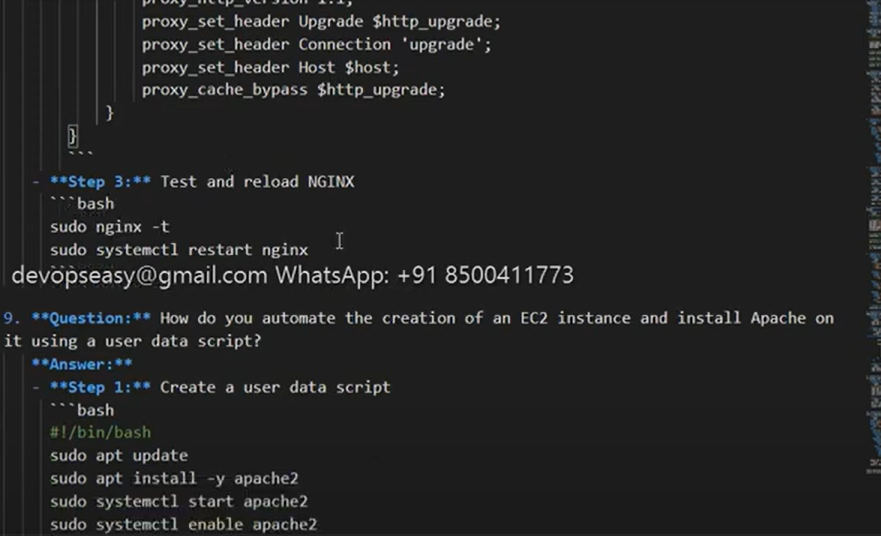 proxy_http_version 1.1;
proxy_set_header Upgrade $http_upgrade;
proxy_set_header Connection 'upgrade';
proxy_set_header Host $host;
proxy_cache_bypass $http_upgrade;
}
}
```
- **Step 3:** Test and reload NGINX
```bash
sudo nginx -t
sudo systemctl restart nginx
```
devopseasy@gmail.com WhatsApp: +91 8500411773
9. **Question:** How do you automate the creation of an EC2 instance and install Apache on
it using a user data script?
**Answer:**
- **Step 1:** Create a user data script
```bash
#!/bin/bash
sudo apt update
sudo apt install -y apache2
sudo systemctl start apache2
sudo systemctl enable apache2